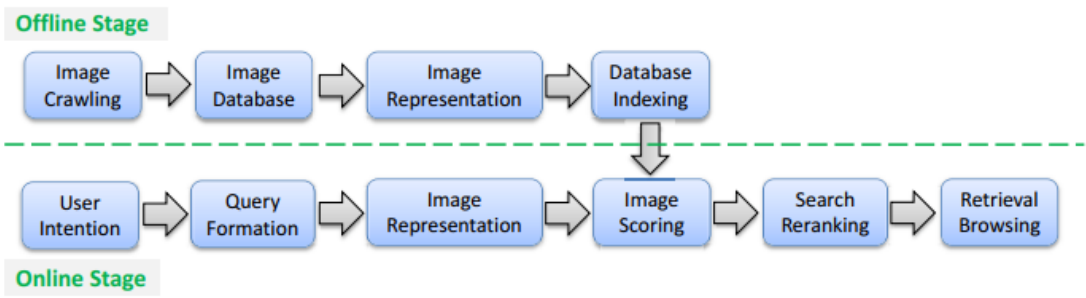 Offline Stage
Image
Crawling
Image
Database
Image
Representation
Database
Indexing
User
Intention
Query
Formation
Image
Representation
Image
Scoring
Search
Reranking
Retrieval
Browsing
Online Stage